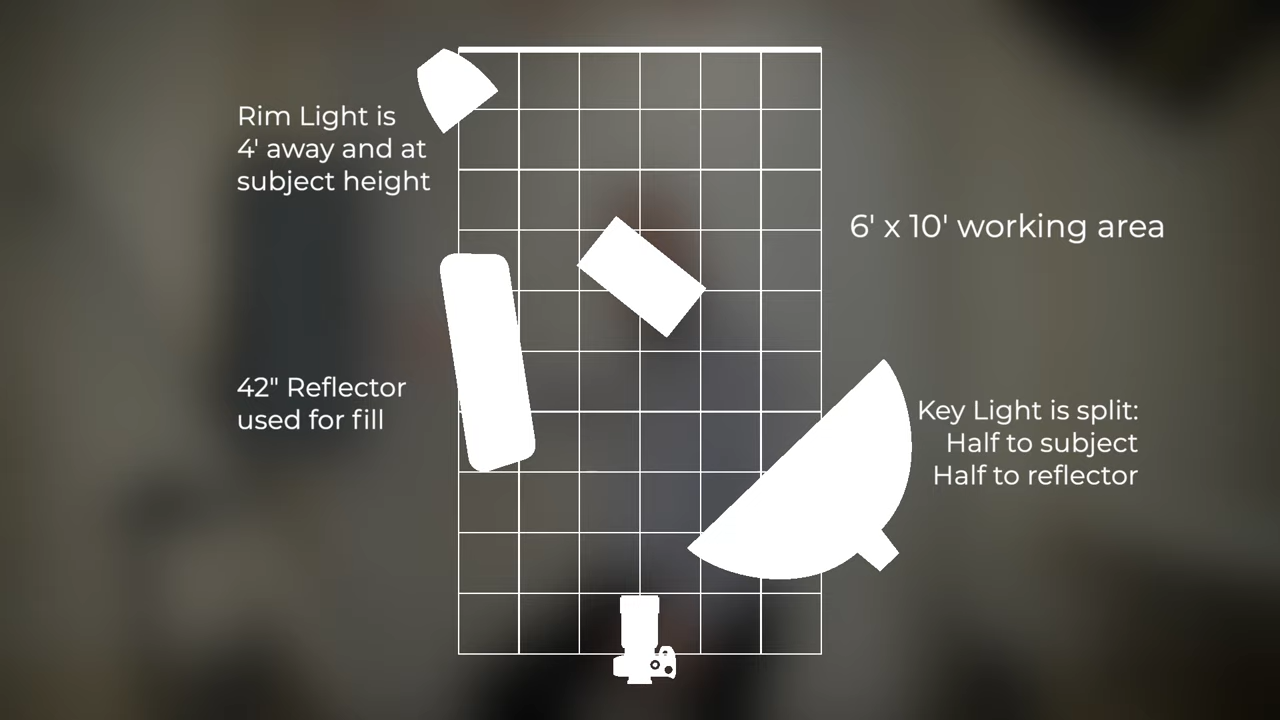 Rim Light is
4' away and at
subject height
6' x 10' working area
42" Reflector
used for fill
Key Light is split:
Half to subject
Half to reflector